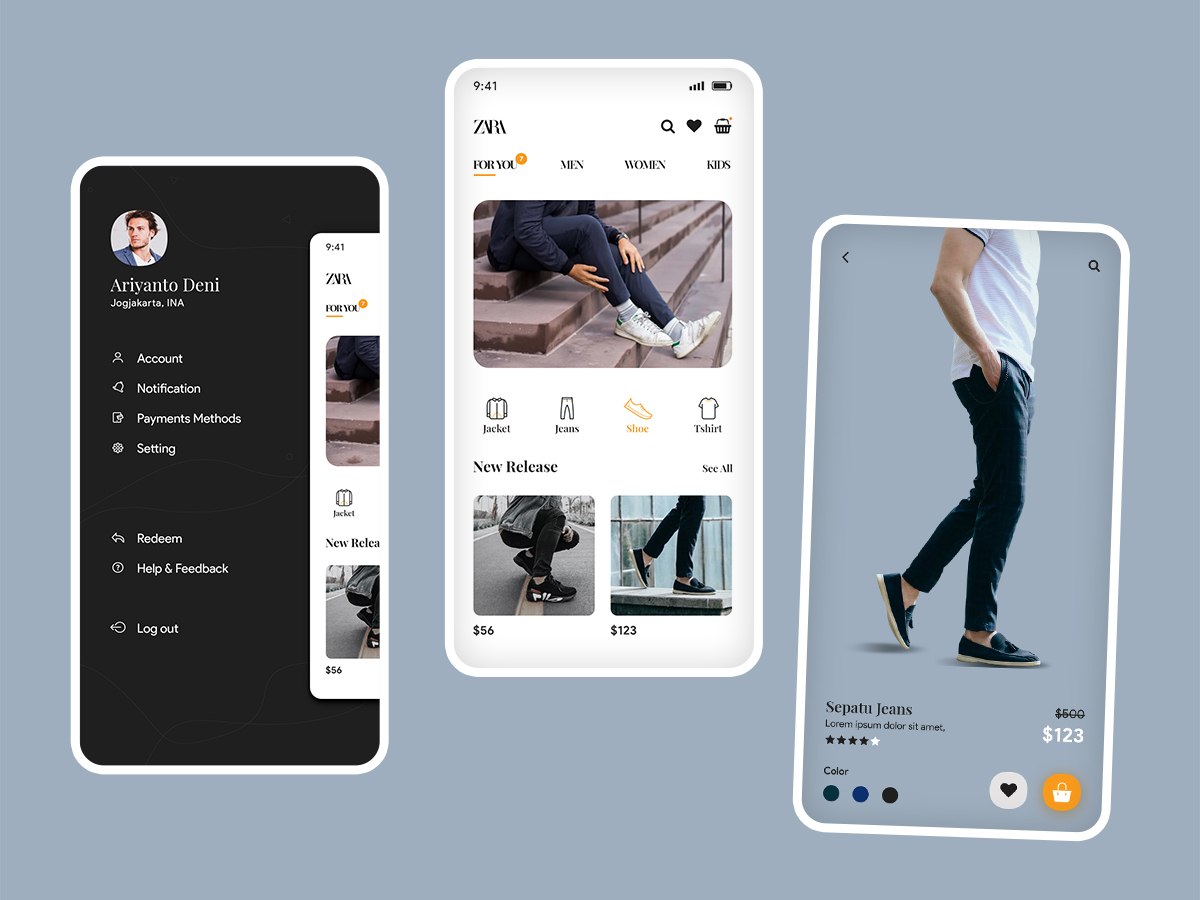 Ariyanto Deni
Jogjakarta, INA
Account
Notification
Payments Methods
Setting
Redeem
Help & Feedback
Log out
9:41
ZARA
FOR YOU 7
Jacket
New Relea
$56
9:41
ZARA
FOR YOU 7 MEN WOMEN KIDS
Jacket Jeans Shoe Tshirt
New Release See All
$56 $123
Sepatu Jeans $500
Lorem ipsum dolor sit amet, $123
Color